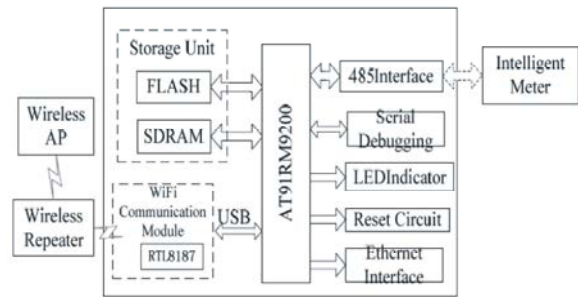 Storage Unit
FLASH
SDRAM
Wireless
AP
Wireless
Repeater
WiFi
Communication
Module
RTL8187
USB
AT91RM9200
485Interface
Intelligent
Meter
Serial
Debugging
LEDIndicator
Reset Circuit
Ethernet
Interface